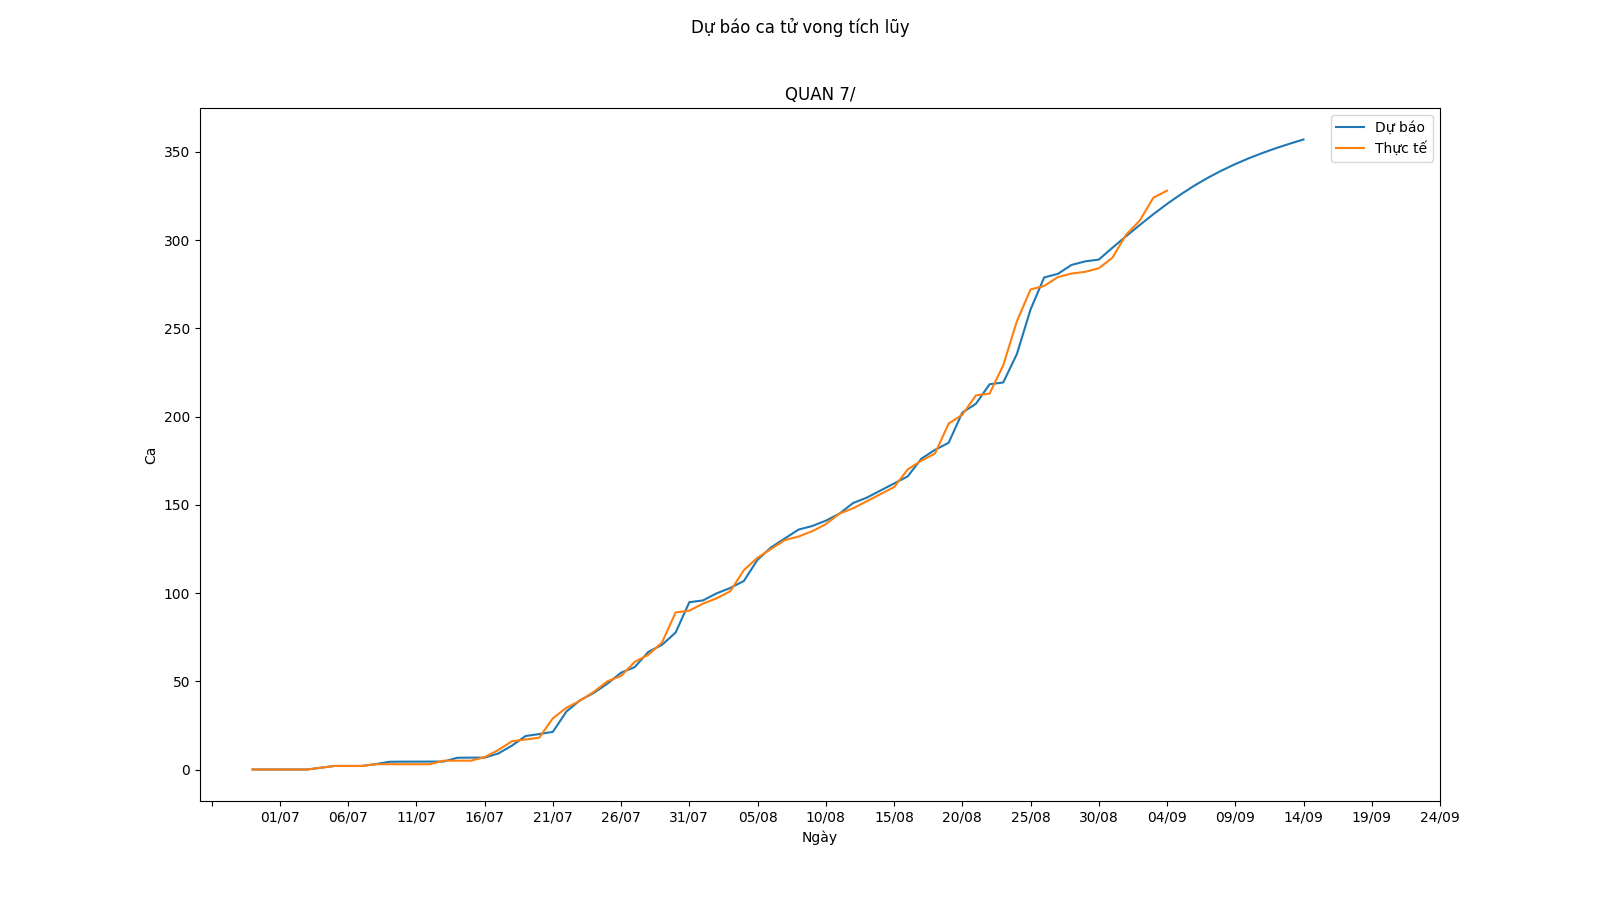 Dự báo ca tử vong tích lũy
QUAN 7/
Dự báo
Thực tế
350
300
250
200
150
100
50
0
Ca
01/07 06/07 11/07 16/07 21/07 26/07 31/07 05/08 10/08 15/08 20/08 25/08 30/08 04/09 09/09 14/09 19/09 24/09
Ngày